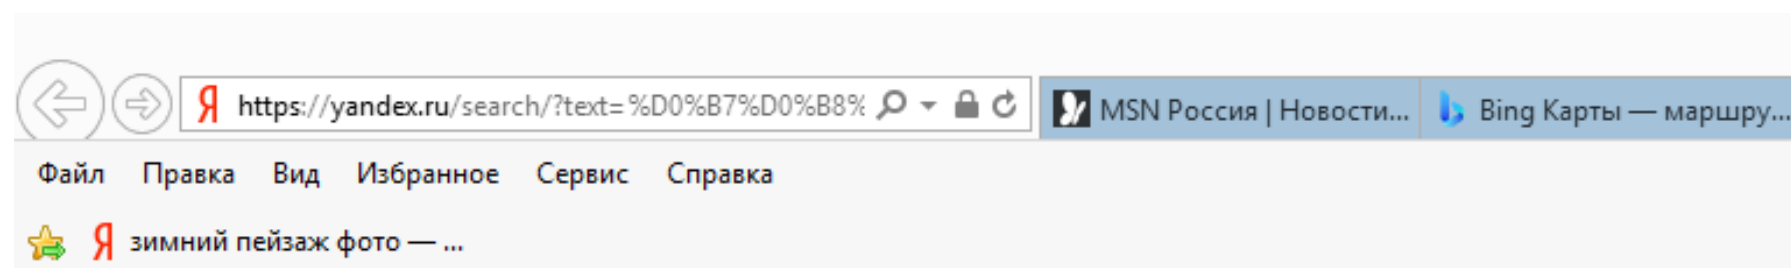 Я https://yandex.ru/search/?text=%D0%B7%D0%B8% MSN Россия | Новости... Bing Карты — маршру...
Файл Правка Вид Избранное Сервис Справка
Я зимний пейзаж фото — ...